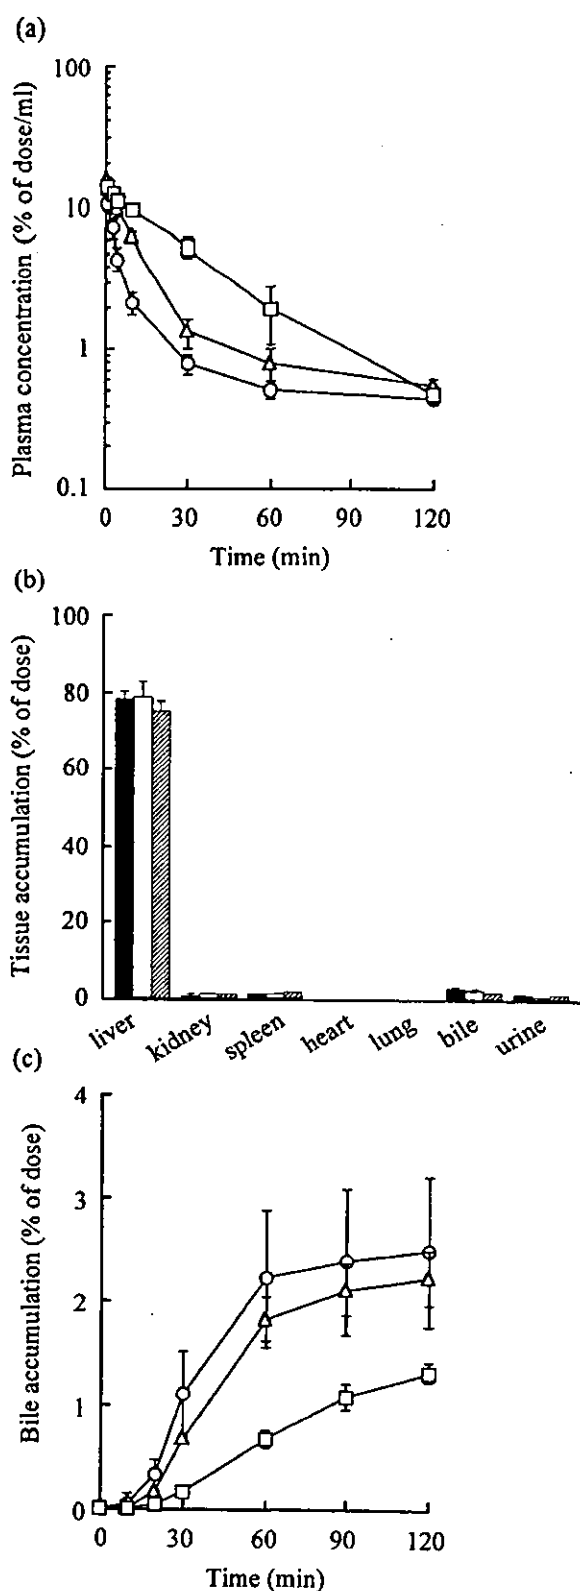 (a)
Plasma concentration (% of dose/ml)
100
10
1
0.1
0 30 60 90 120
Time (min)
(b)
Tissue accumulation (% of dose)
100
80
60
40
20
0
liver kidney spleen heart lung bile urine
(c)
Bile accumulation (% of dose)
4
3
2
1
0
0 30 60 90 120
Time (min)